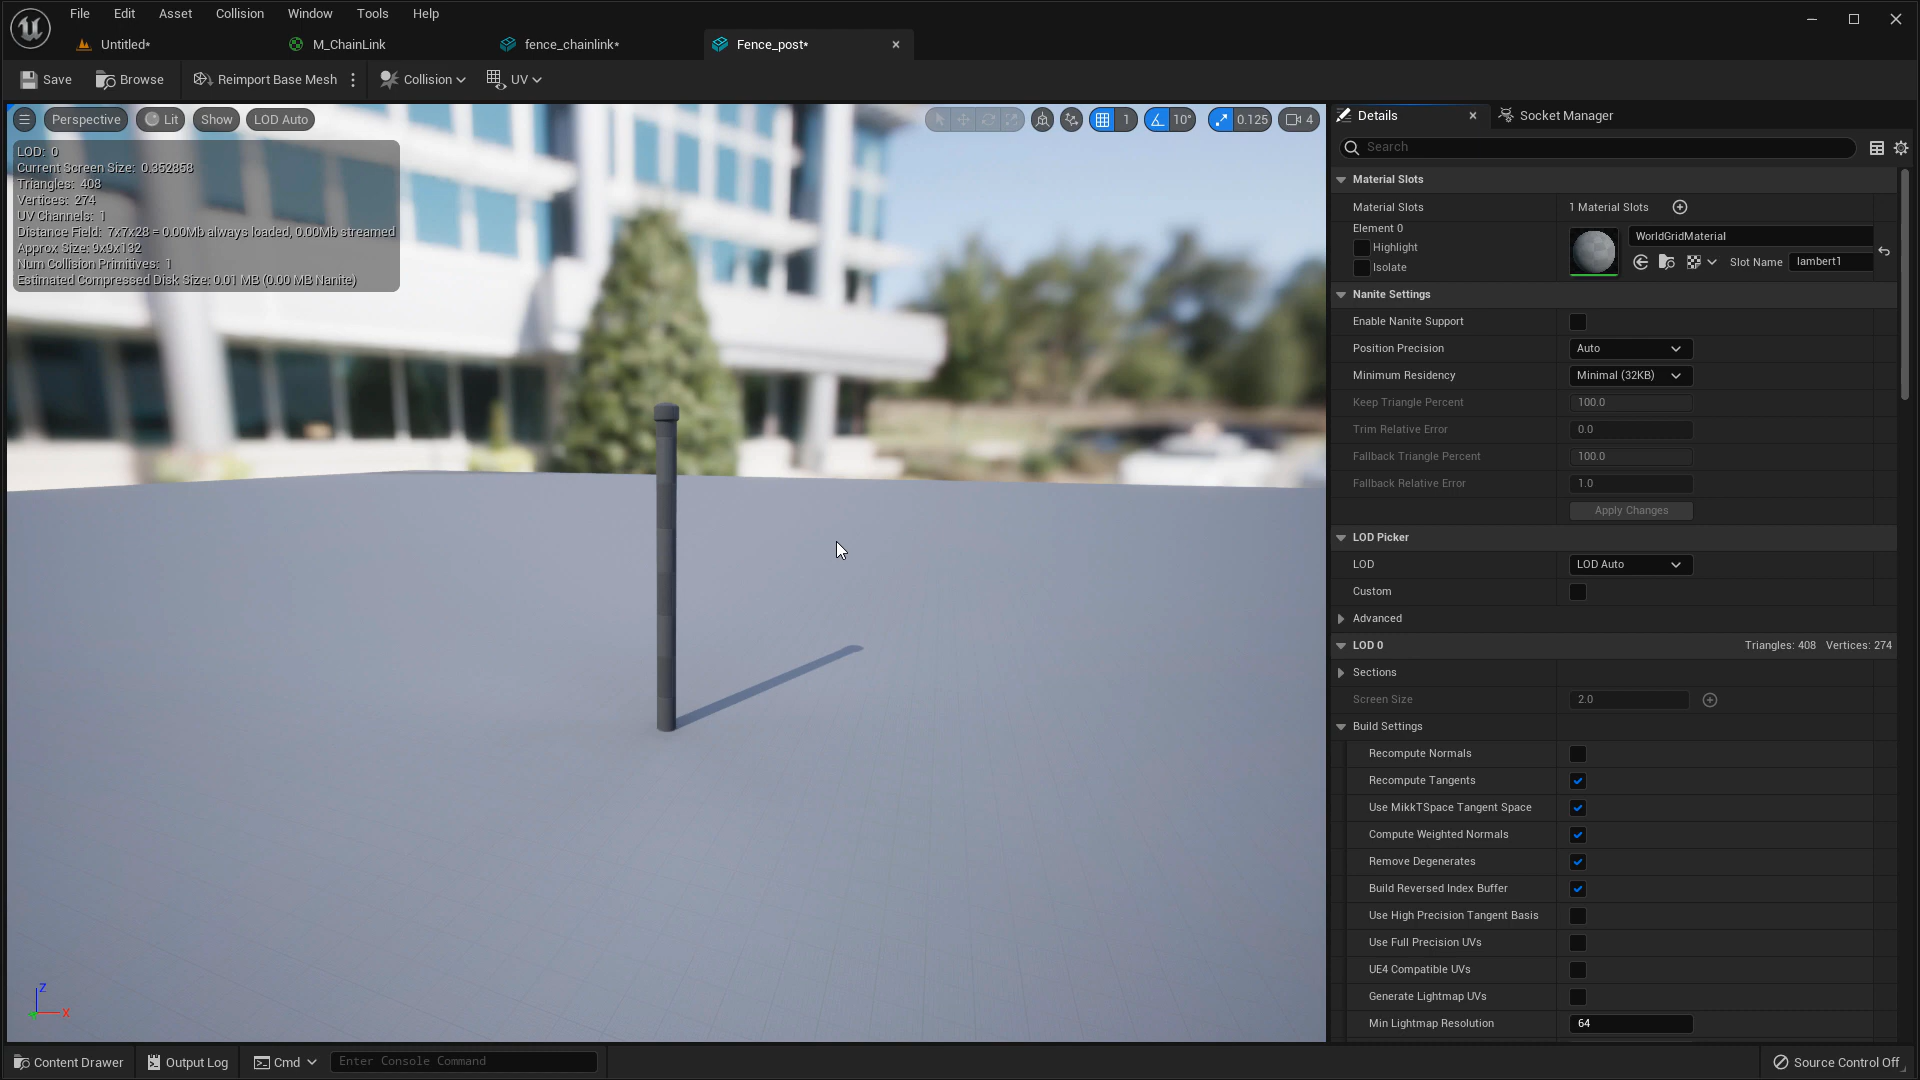 File Edit Asset Collision Window Tools Help
Untitled* M_ChainLink fence_chainlink* Fence_post*
Save Browse Reimport Base Mesh Collision UV
Perspective Lit Show LOD Auto 1 10° 0.125 4
LOD: 0
Current Screen Size: 0.352858
Triangles: 408
Vertices: 274
UV Channels: 1
Distance Field: 7x7x28 = 0.00Mb always loaded, 0.00Mb streamed
Approx Size: 9x9x132
Num Collision Primitives: 1
Estimated Compressed Disk Size: 0.01 MB (0.00 MB Nanite)
Z
X
Details Socket Manager
Search
Material Slots
Material Slots 1 Material Slots
Element 0
Highlight
Isolate
WorldGridMaterial
Slot Name lambert1
Nanite Settings
Enable Nanite Support
Position Precision Auto
Minimum Residency Minimal (32KB)
Keep Triangle Percent 100.0
Trim Relative Error 0.0
Fallback Triangle Percent 100.0
Fallback Relative Error 1.0
Apply Changes
LOD Picker
LOD LOD Auto
Custom
Advanced
LOD 0 Triangles: 408 Vertices: 274
Sections
Screen Size 2.0
Build Settings
Recompute Normals
Recompute Tangents
Use MikkTSpace Tangent Space
Compute Weighted Normals
Remove Degenerates
Build Reversed Index Buffer
Use High Precision Tangent Basis
Use Full Precision UVs
UE4 Compatible UVs
Generate Lightmap UVs
Min Lightmap Resolution 64
Content Drawer Output Log Cmd Enter Console Command Source Control Off